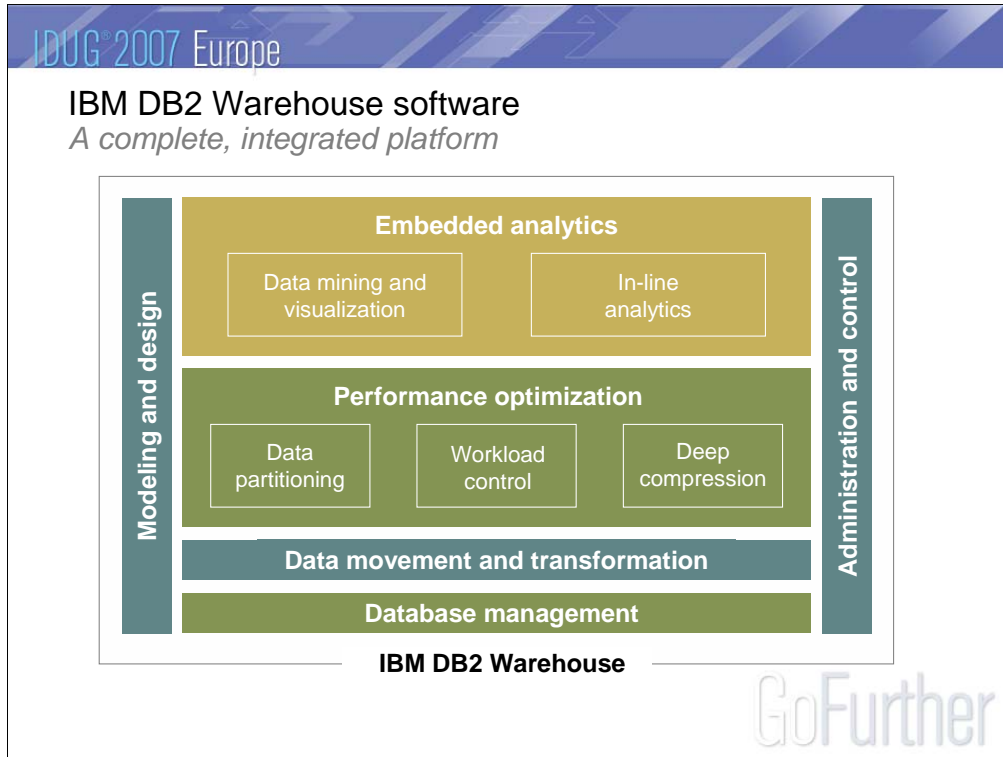 IDUG® 2007 Europe
IBM DB2 Warehouse software
A complete, integrated platform
Modeling and design
Embedded analytics
Data mining and
visualization
In-line
analytics
Performance optimization
Data
partitioning
Workload
control
Deep
compression
Data movement and transformation
Database management
Administration and control
IBM DB2 Warehouse
GoFurther